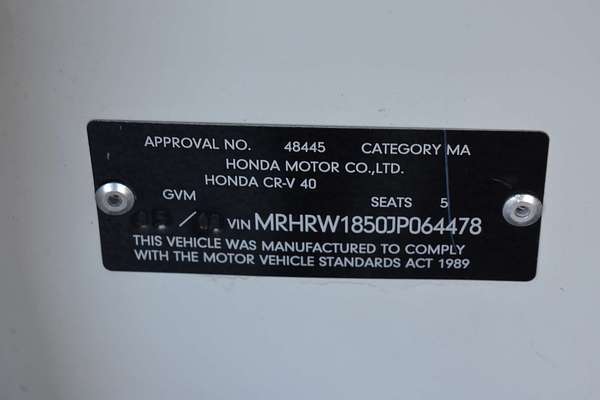 APPROVAL NO. 48445 CATEGORY MA
HONDA MOTOR CO.,LTD.
HONDA CR-V 40
GVM SEATS 5
VIN MRHRW1850JP064478
THIS VEHICLE WAS MANUFACTURED TO COMPLY
WITH THE MOTOR VEHICLE STANDARDS ACT 1989